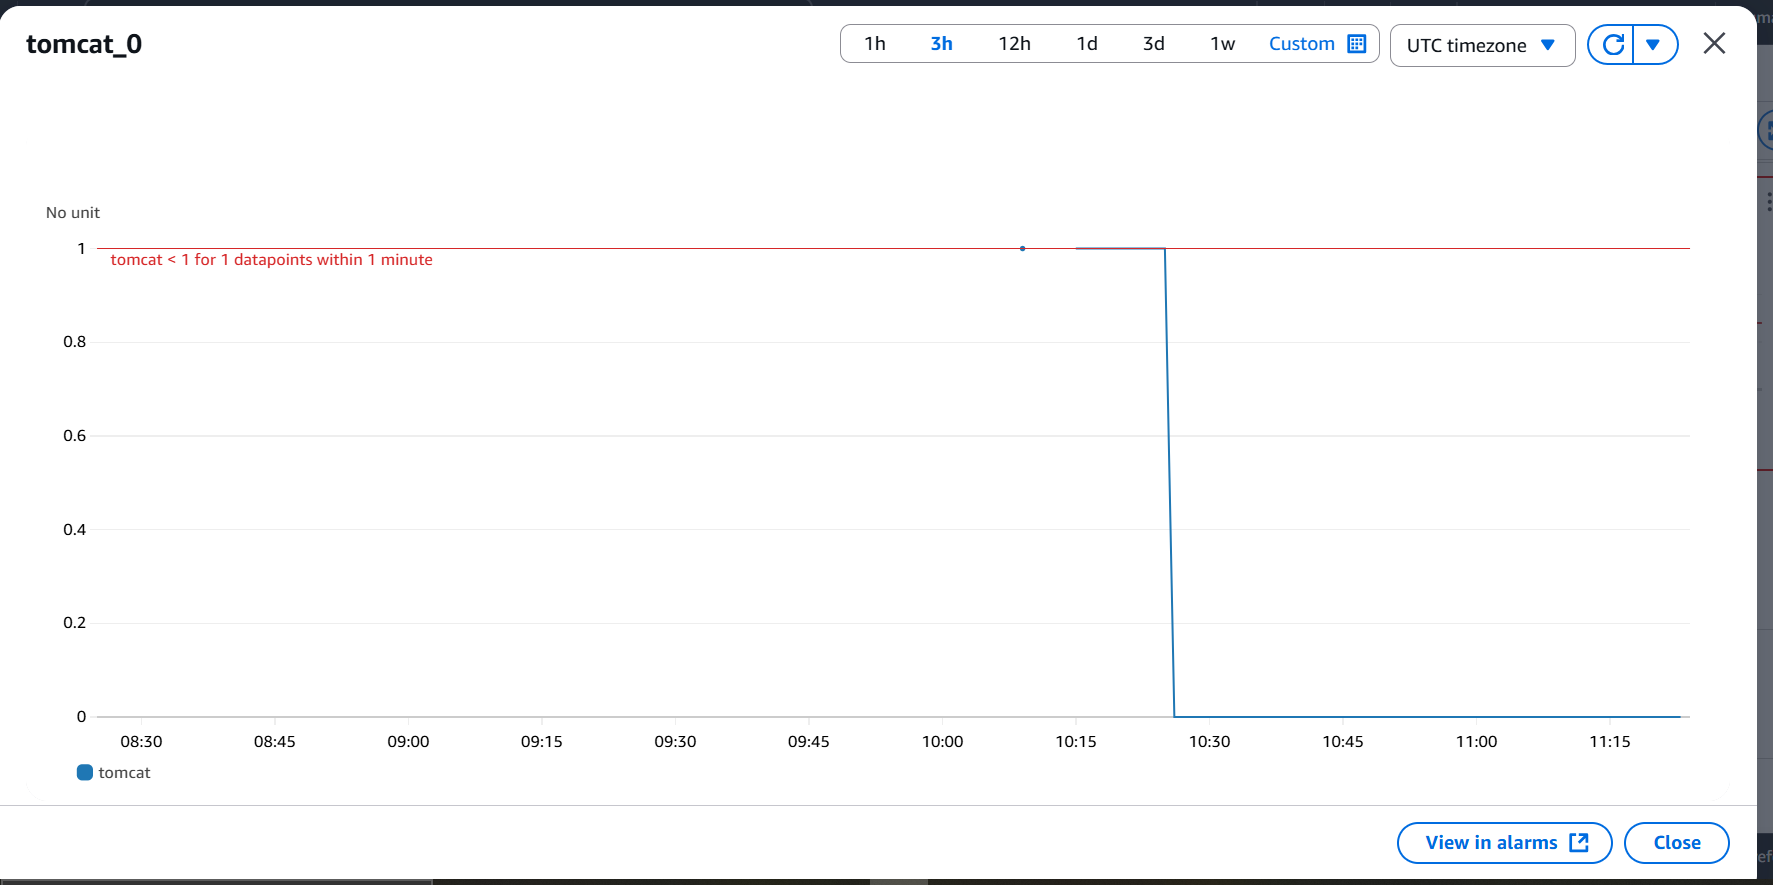 tomcat_0
1h 3h 12h 1d 3d 1w Custom
UTC timezone
No unit
1
tomcat < 1 for 1 datapoints within 1 minute
0.8
0.6
0.4
0.2
0
08:30 08:45 09:00 09:15 09:30 09:45 10:00 10:15 10:30 10:45 11:00 11:15
tomcat
View in alarms
Close